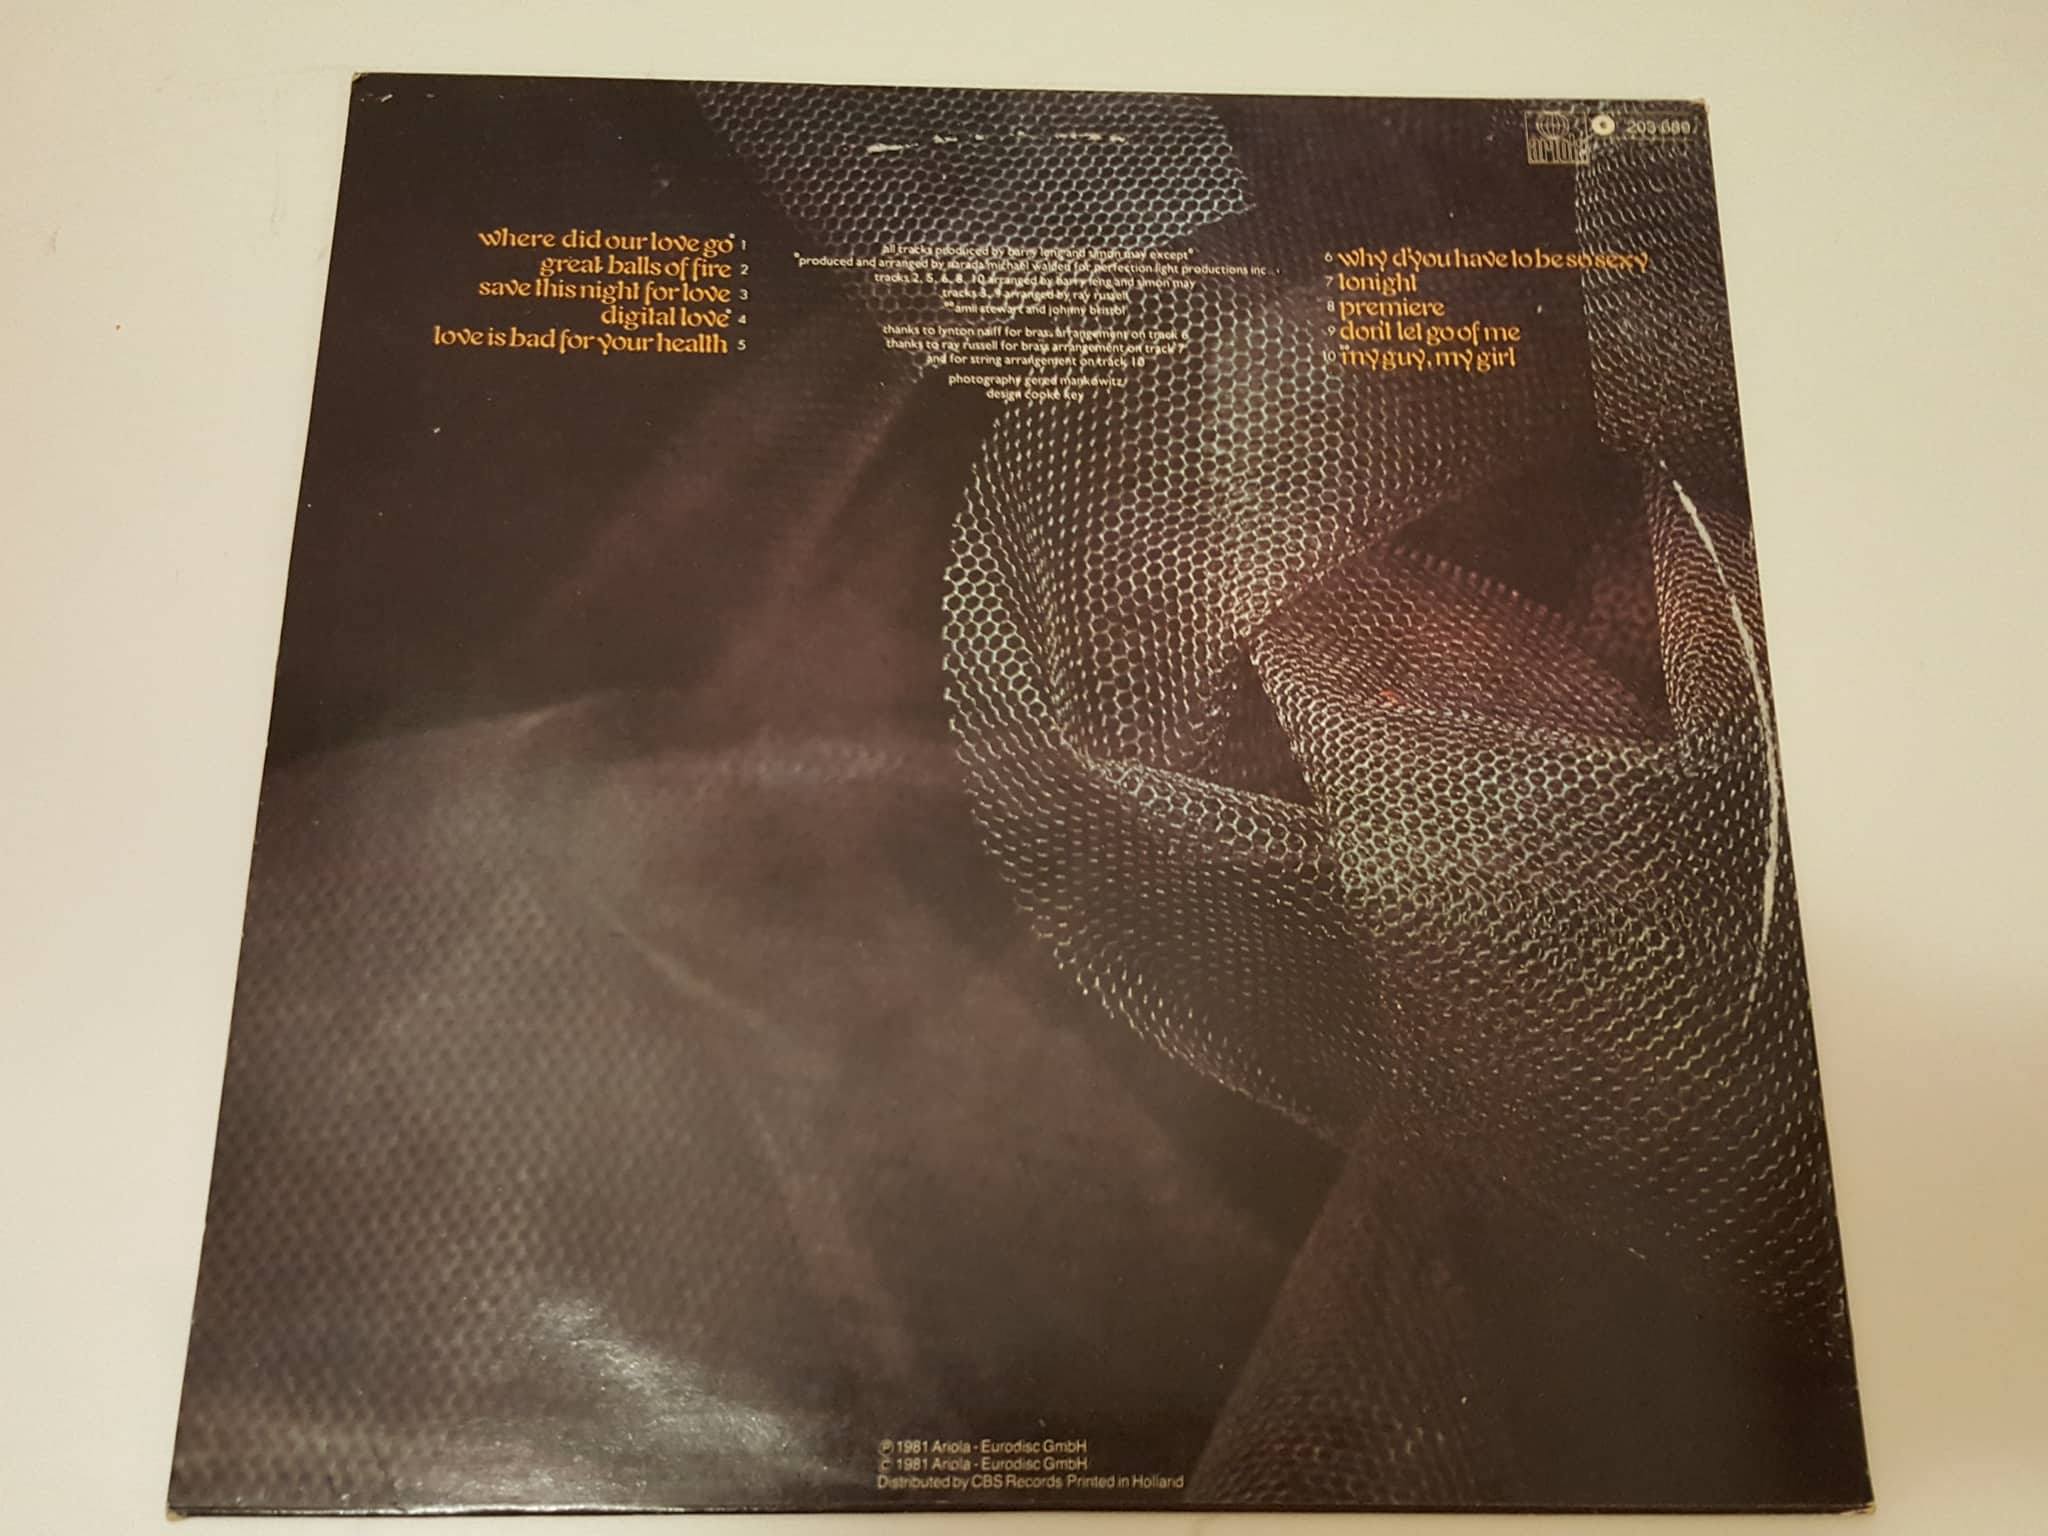 ariola 203 689
where did our love go* 1
great balls of fire 2
save this night for love 3
digital love* 4
love is bad for your health 5
all tracks produced by barry leng and simon may except*
*produced and arranged by narada michael walden for perfection light productions inc.
tracks 2, 5, 6, 8, 10 arranged by barry leng and simon may
tracks 3, 9 arranged by ray russell
**amii stewart and johnny bristol
thanks to lynton naiff for brass arrangement on track 6
thanks to ray russell for brass arrangement on track 7
and for string arrangement on track 10
photography gered mankowitz
design cooke key
6 why d'you have to be so sexy
7 tonight
8 premiere
9 don't let go of me
10 **my guy, my girl
℗ 1981 Ariola - Eurodisc GmbH
© 1981 Ariola - Eurodisc GmbH
Distributed by CBS Records Printed in Holland